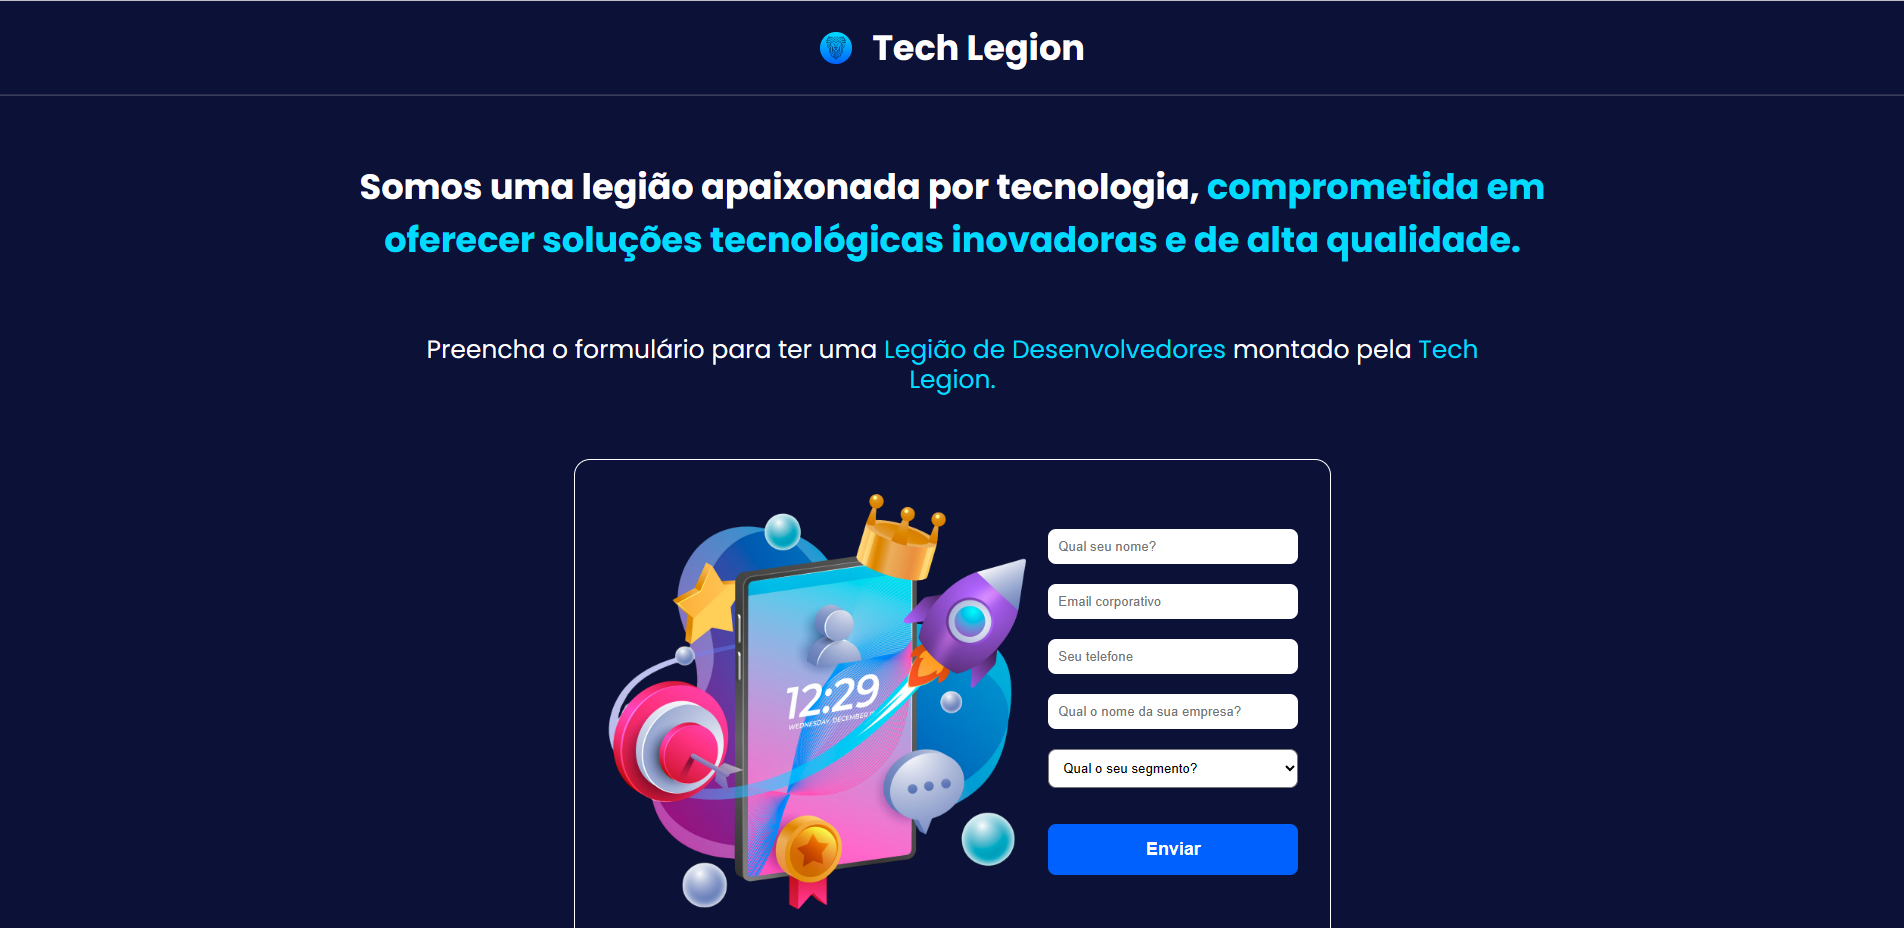 Tech Legion
Somos uma legião apaixonada por tecnologia, comprometida em
oferecer soluções tecnológicas inovadoras e de alta qualidade.
Preencha o formulário para ter uma Legião de Desenvolvedores montado pela Tech
Legion.
12:29
WEDNESDAY, DECEMBER
Qual seu nome?
Email corporativo
Seu telefone
Qual o nome da sua empresa?
Qual o seu segmento?
Enviar